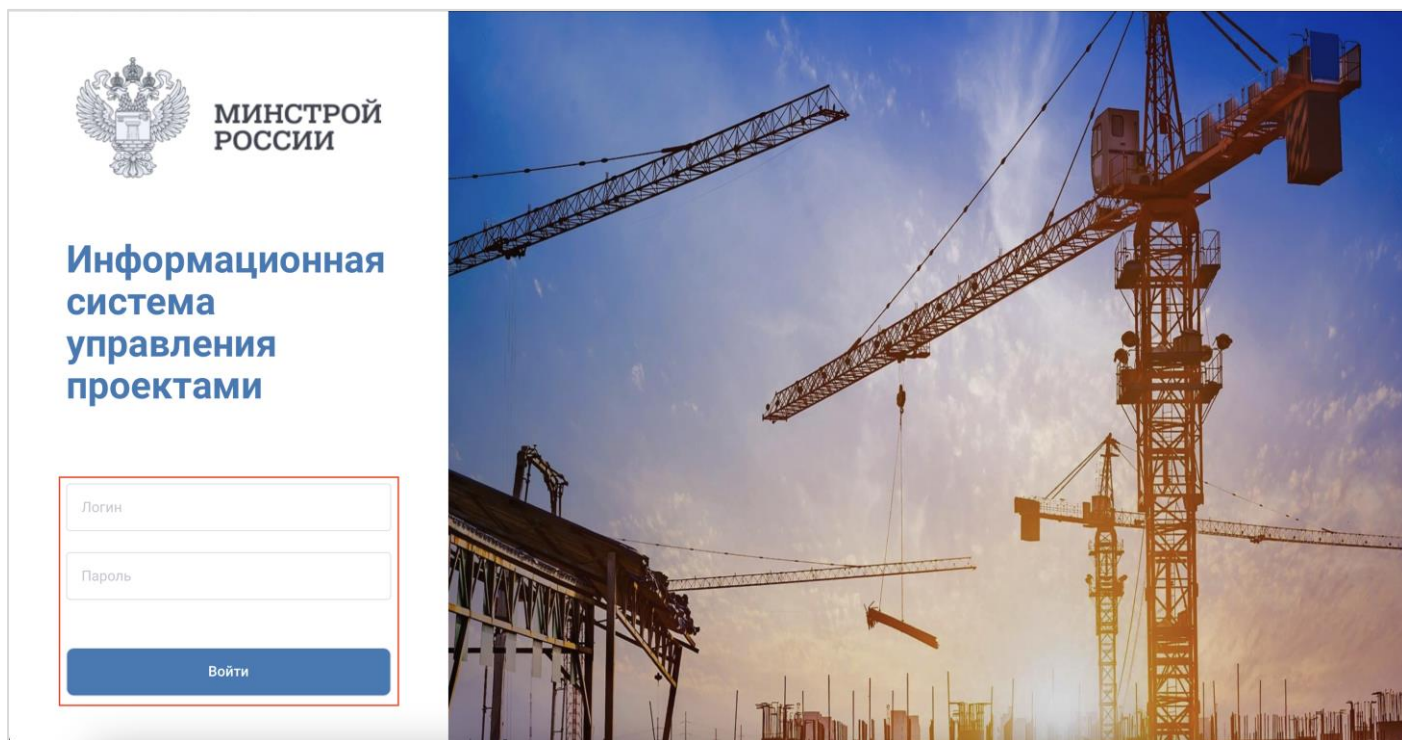 МИНСТРОЙ
РОССИИ
Информационная
система
управления
проектами
Логин
Пароль
Войти